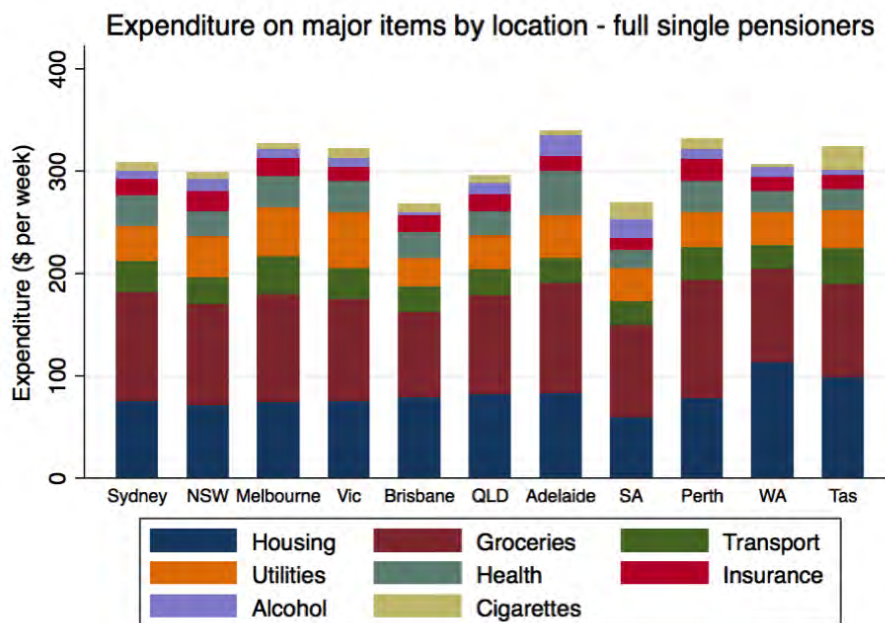 Expenditure on major items by location - full single pensioners
Expenditure ($ per week)
400
300
200
100
0
Sydney NSW Melbourne Vic Brisbane QLD Adelaide SA Perth WA Tas
Housing Groceries Transport
Utilities Health Insurance
Alcohol Cigarettes